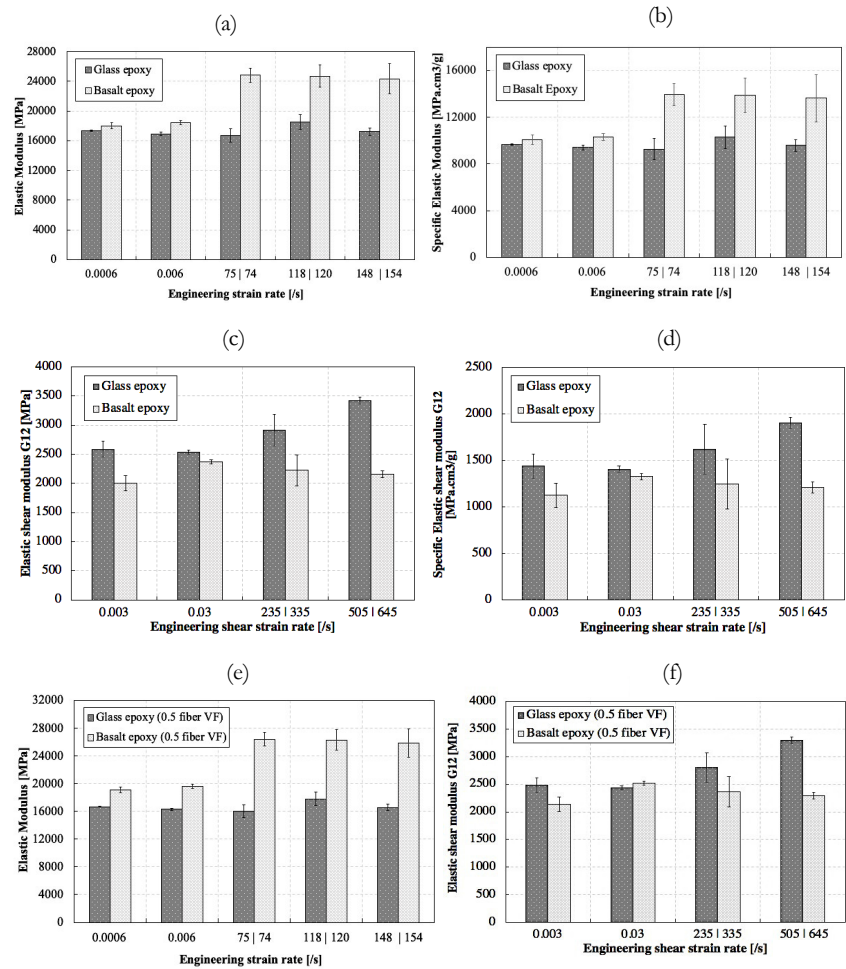 (a)
Elastic Modulus [MPa]
28000
24000
20000
16000
12000
8000
4000
0
Glass epoxy
Basalt epoxy
0.0006
0.006
75 | 74
118 | 120
148 | 154
Engineering strain rate [/s]
(b)
Specific Elastic Modulus [MPa.cm3/g]
16000
12000
8000
4000
0
Glass epoxy
Basalt Epoxy
0.0006
0.006
75 | 74
118 | 120
148 | 154
Engineering strain rate [/s]
(c)
Elastic shear modulus G12 [MPa]
4000
3500
3000
2500
2000
1500
1000
500
0
Glass epoxy
Basalt epoxy
0.003
0.03
235 | 335
505 | 645
Engineering shear strain rate [/s]
(d)
Specific Elastic shear modulus G12
[MPa.cm3/g]
2500
2000
1500
1000
500
0
Glass epoxy
Basalt epoxy
0.003
0.03
235 | 335
505 | 645
Engineering shear strain rate [/s]
(e)
Elastic Modulus [MPa]
32000
28000
24000
20000
16000
12000
8000
4000
0
Glass epoxy (0.5 fiber VF)
Basalt epoxy (0.5 fiber VF)
0.0006
0.006
75 | 74
118 | 120
148 | 154
Engineering strain rate [/s]
(f)
Elastic shear modulus G12 [MPa]
4000
3500
3000
2500
2000
1500
1000
500
0
Glass epoxy (0.5 fiber VF)
Basalt epoxy (0.5 fiber VF)
0.003
0.03
235 | 335
505 | 645
Engineering shear strain rate [/s]